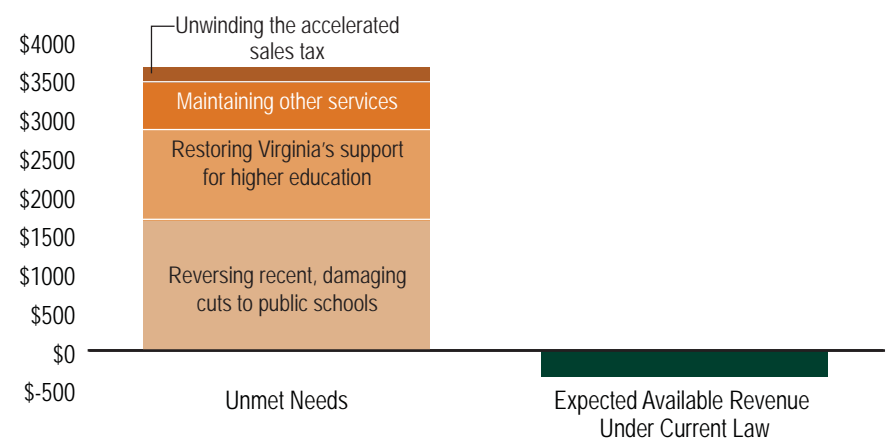 Unwinding the accelerated
sales tax
$4000
$3500
$3000
$2500
$2000
$1500
$1000
$500
$0
$-500
Maintaining other services
Restoring Virginia's support
for higher education
Reversing recent, damaging
cuts to public schools
Unmet Needs
Expected Available Revenue
Under Current Law